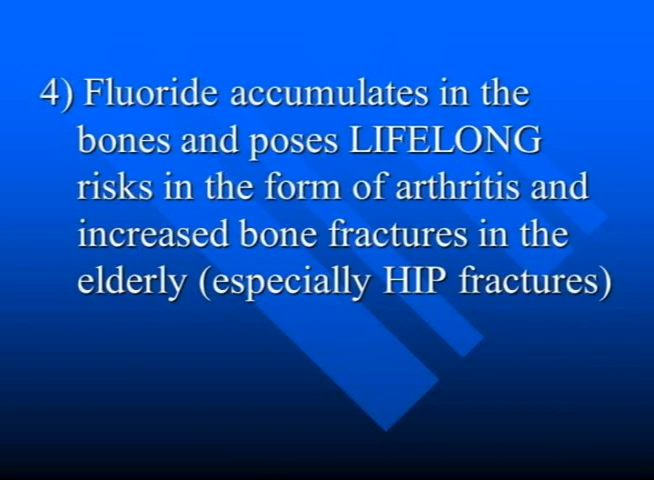 4) Fluoride accumulates in the
bones and poses LIFELONG
risks in the form of arthritis and
increased bone fractures in the
elderly (especially HIP fractures)